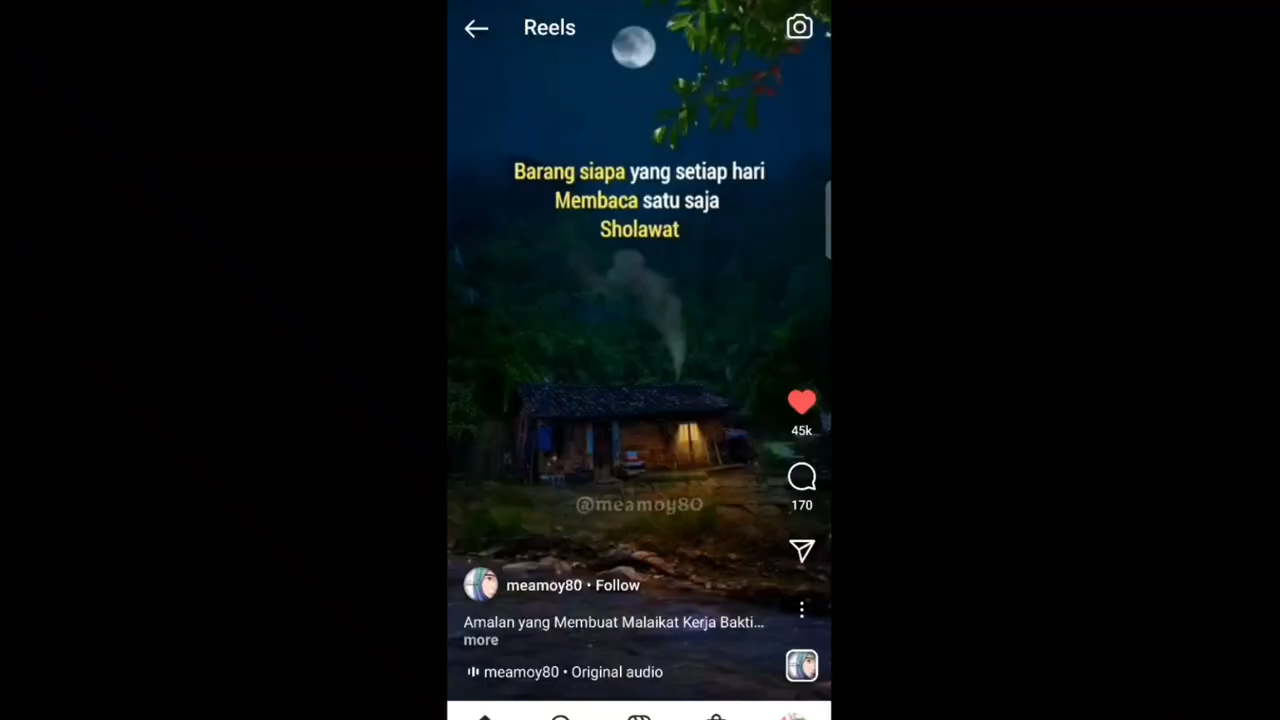 Reels
Barang siapa yang setiap hari
Membaca satu saja
Sholawat
45k
170
@meamoy80
meamoy80 • Follow
Amalan yang Membuat Malaikat Kerja Bakti...
more
meamoy80 • Original audio